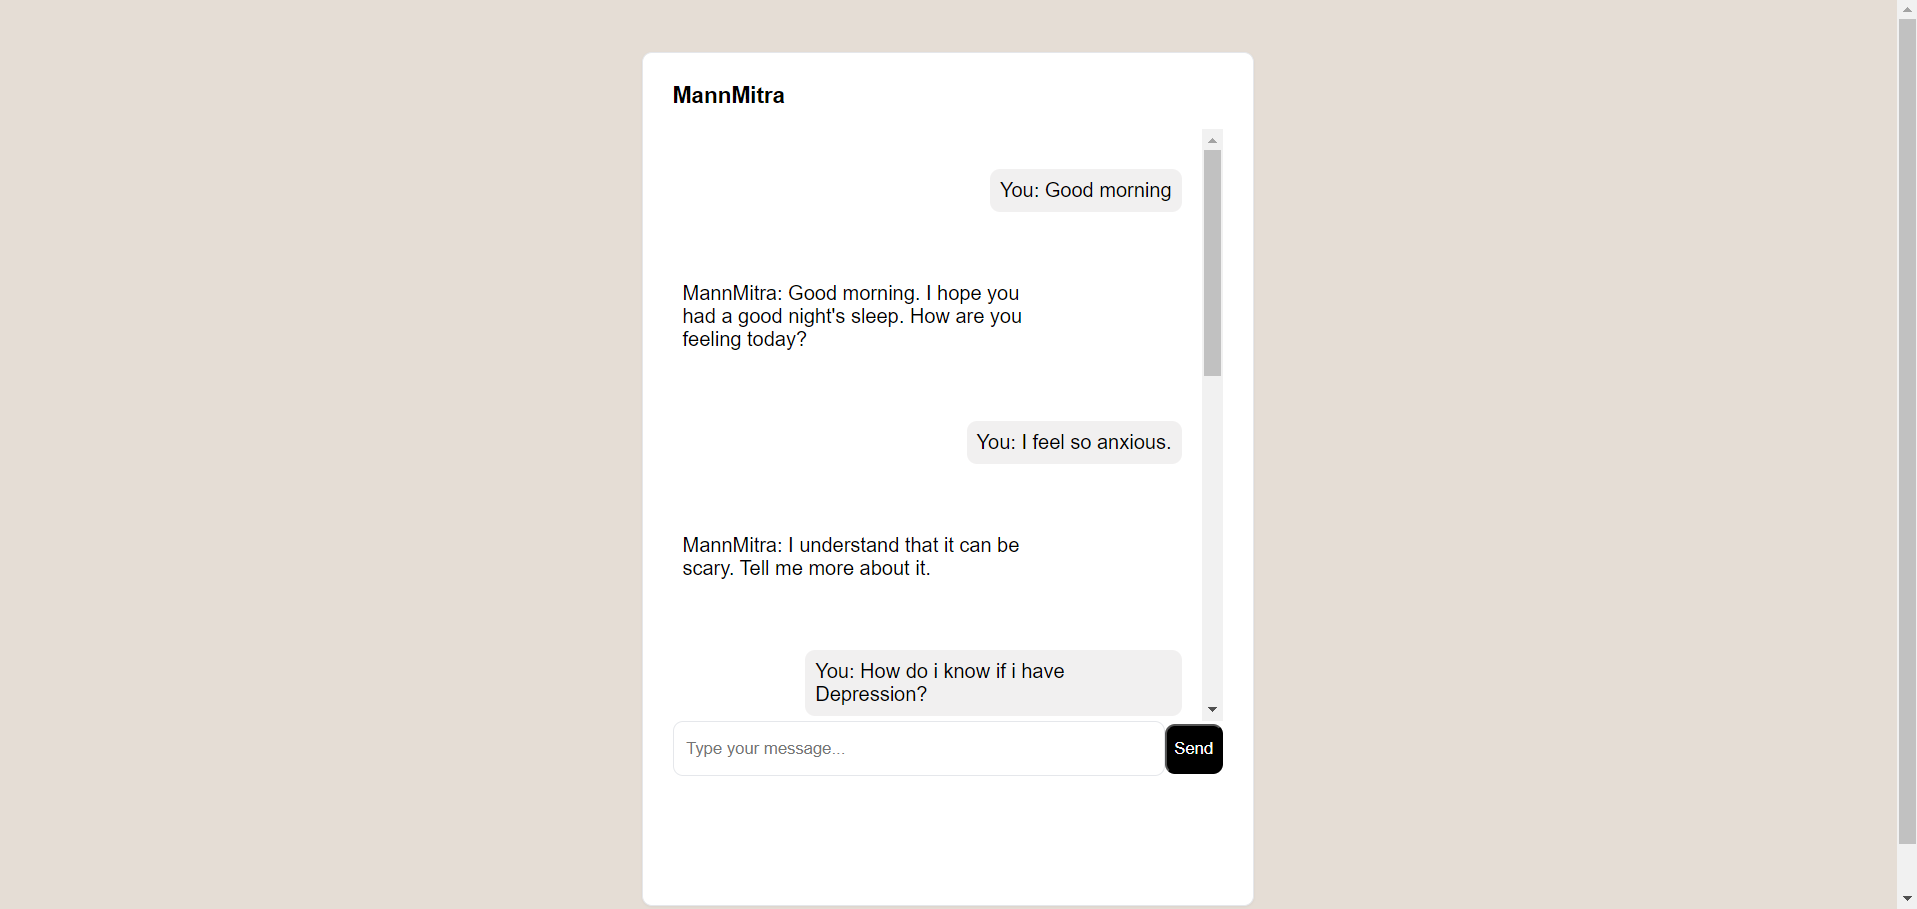 MannMitra
You: Good morning
MannMitra: Good morning. I hope you
had a good night's sleep. How are you
feeling today?
You: I feel so anxious.
MannMitra: I understand that it can be
scary. Tell me more about it.
You: How do i know if i have
Depression?
Type your message...
Send